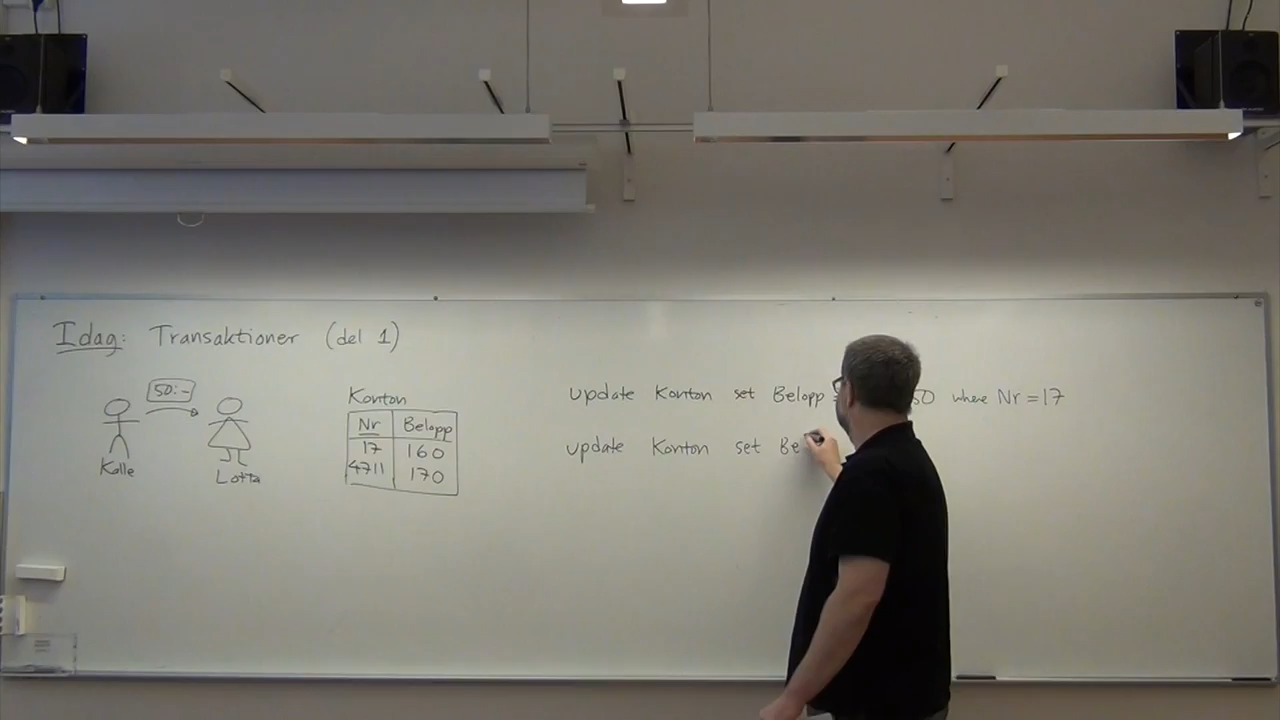 Idag: Transaktioner (del 1)
50:-
Kalle
Lotta
Konton
Nr Belopp
17 160
4711 170
update Konton set Belopp 50 where Nr = 17
update Konton set Be